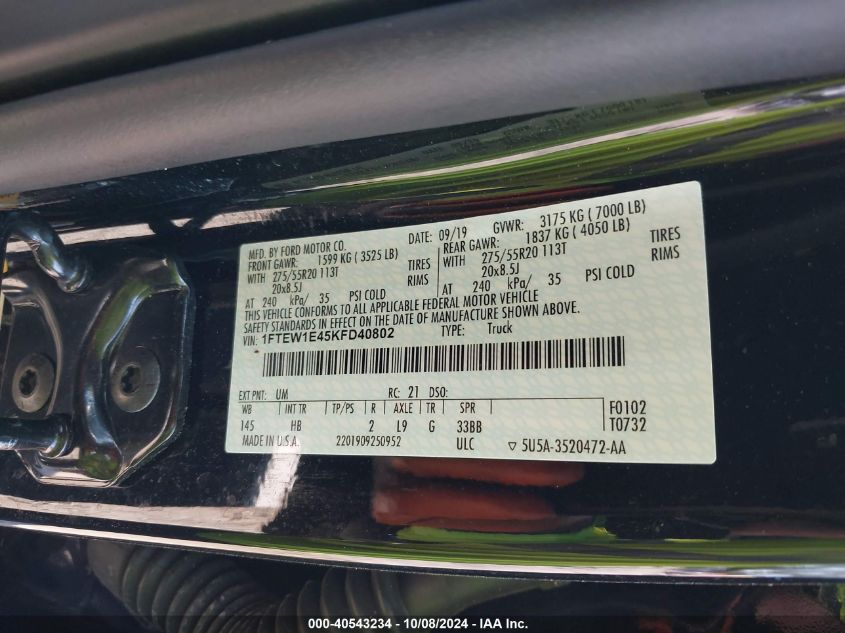 MFD. BY FORD MOTOR CO. DATE: 09/19 GVWR: 3175 KG ( 7000 LB)
FRONT GAWR: 1599 KG ( 3525 LB) REAR GAWR: 1837 KG ( 4050 LB)
WITH 275/55R20 113T TIRES WITH 275/55R20 113T TIRES
20x8.5J RIMS 20x8.5J RIMS
AT 240 kPa/ 35 PSI COLD AT 240 kPa/ 35 PSI COLD
THIS VEHICLE CONFORMS TO ALL APPLICABLE FEDERAL MOTOR VEHICLE
SAFETY STANDARDS IN EFFECT ON THE DATE OF MANUFACTURE SHOWN ABOVE.
VIN: 1FTEW1E45KFD40802 TYPE: Truck
EXT PNT: UM RC: 21 DSO:
WB INT TR TP/PS R AXLE TR SPR F0102
145 HB 2 L9 G 33BB T0732
MADE IN U.S.A. 2201909250952 ULC ▽ 5U5A-3520472-AA
000-40543234 - 10/08/2024 - IAA Inc.